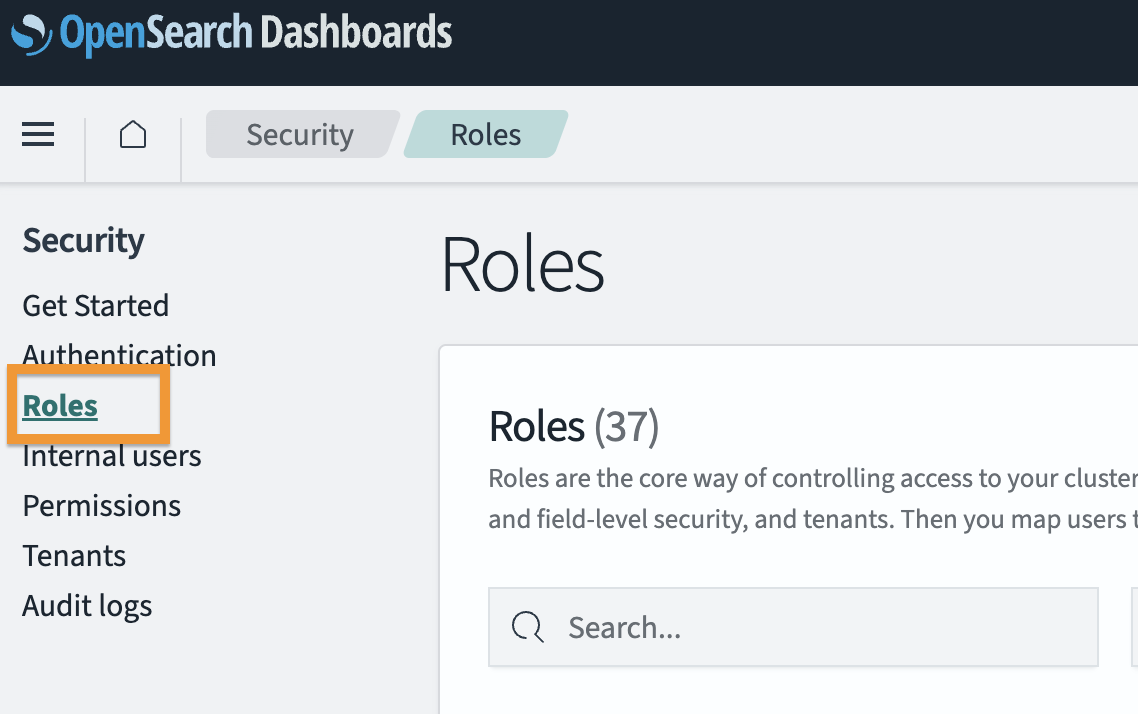 OpenSearch Dashboards
Security
Roles
Security
Get Started
Authentication
Roles
Internal users
Permissions
Tenants
Audit logs
Roles
Roles (37)
Roles are the core way of controlling access to your cluster
and field-level security, and tenants. Then you map users
Search...